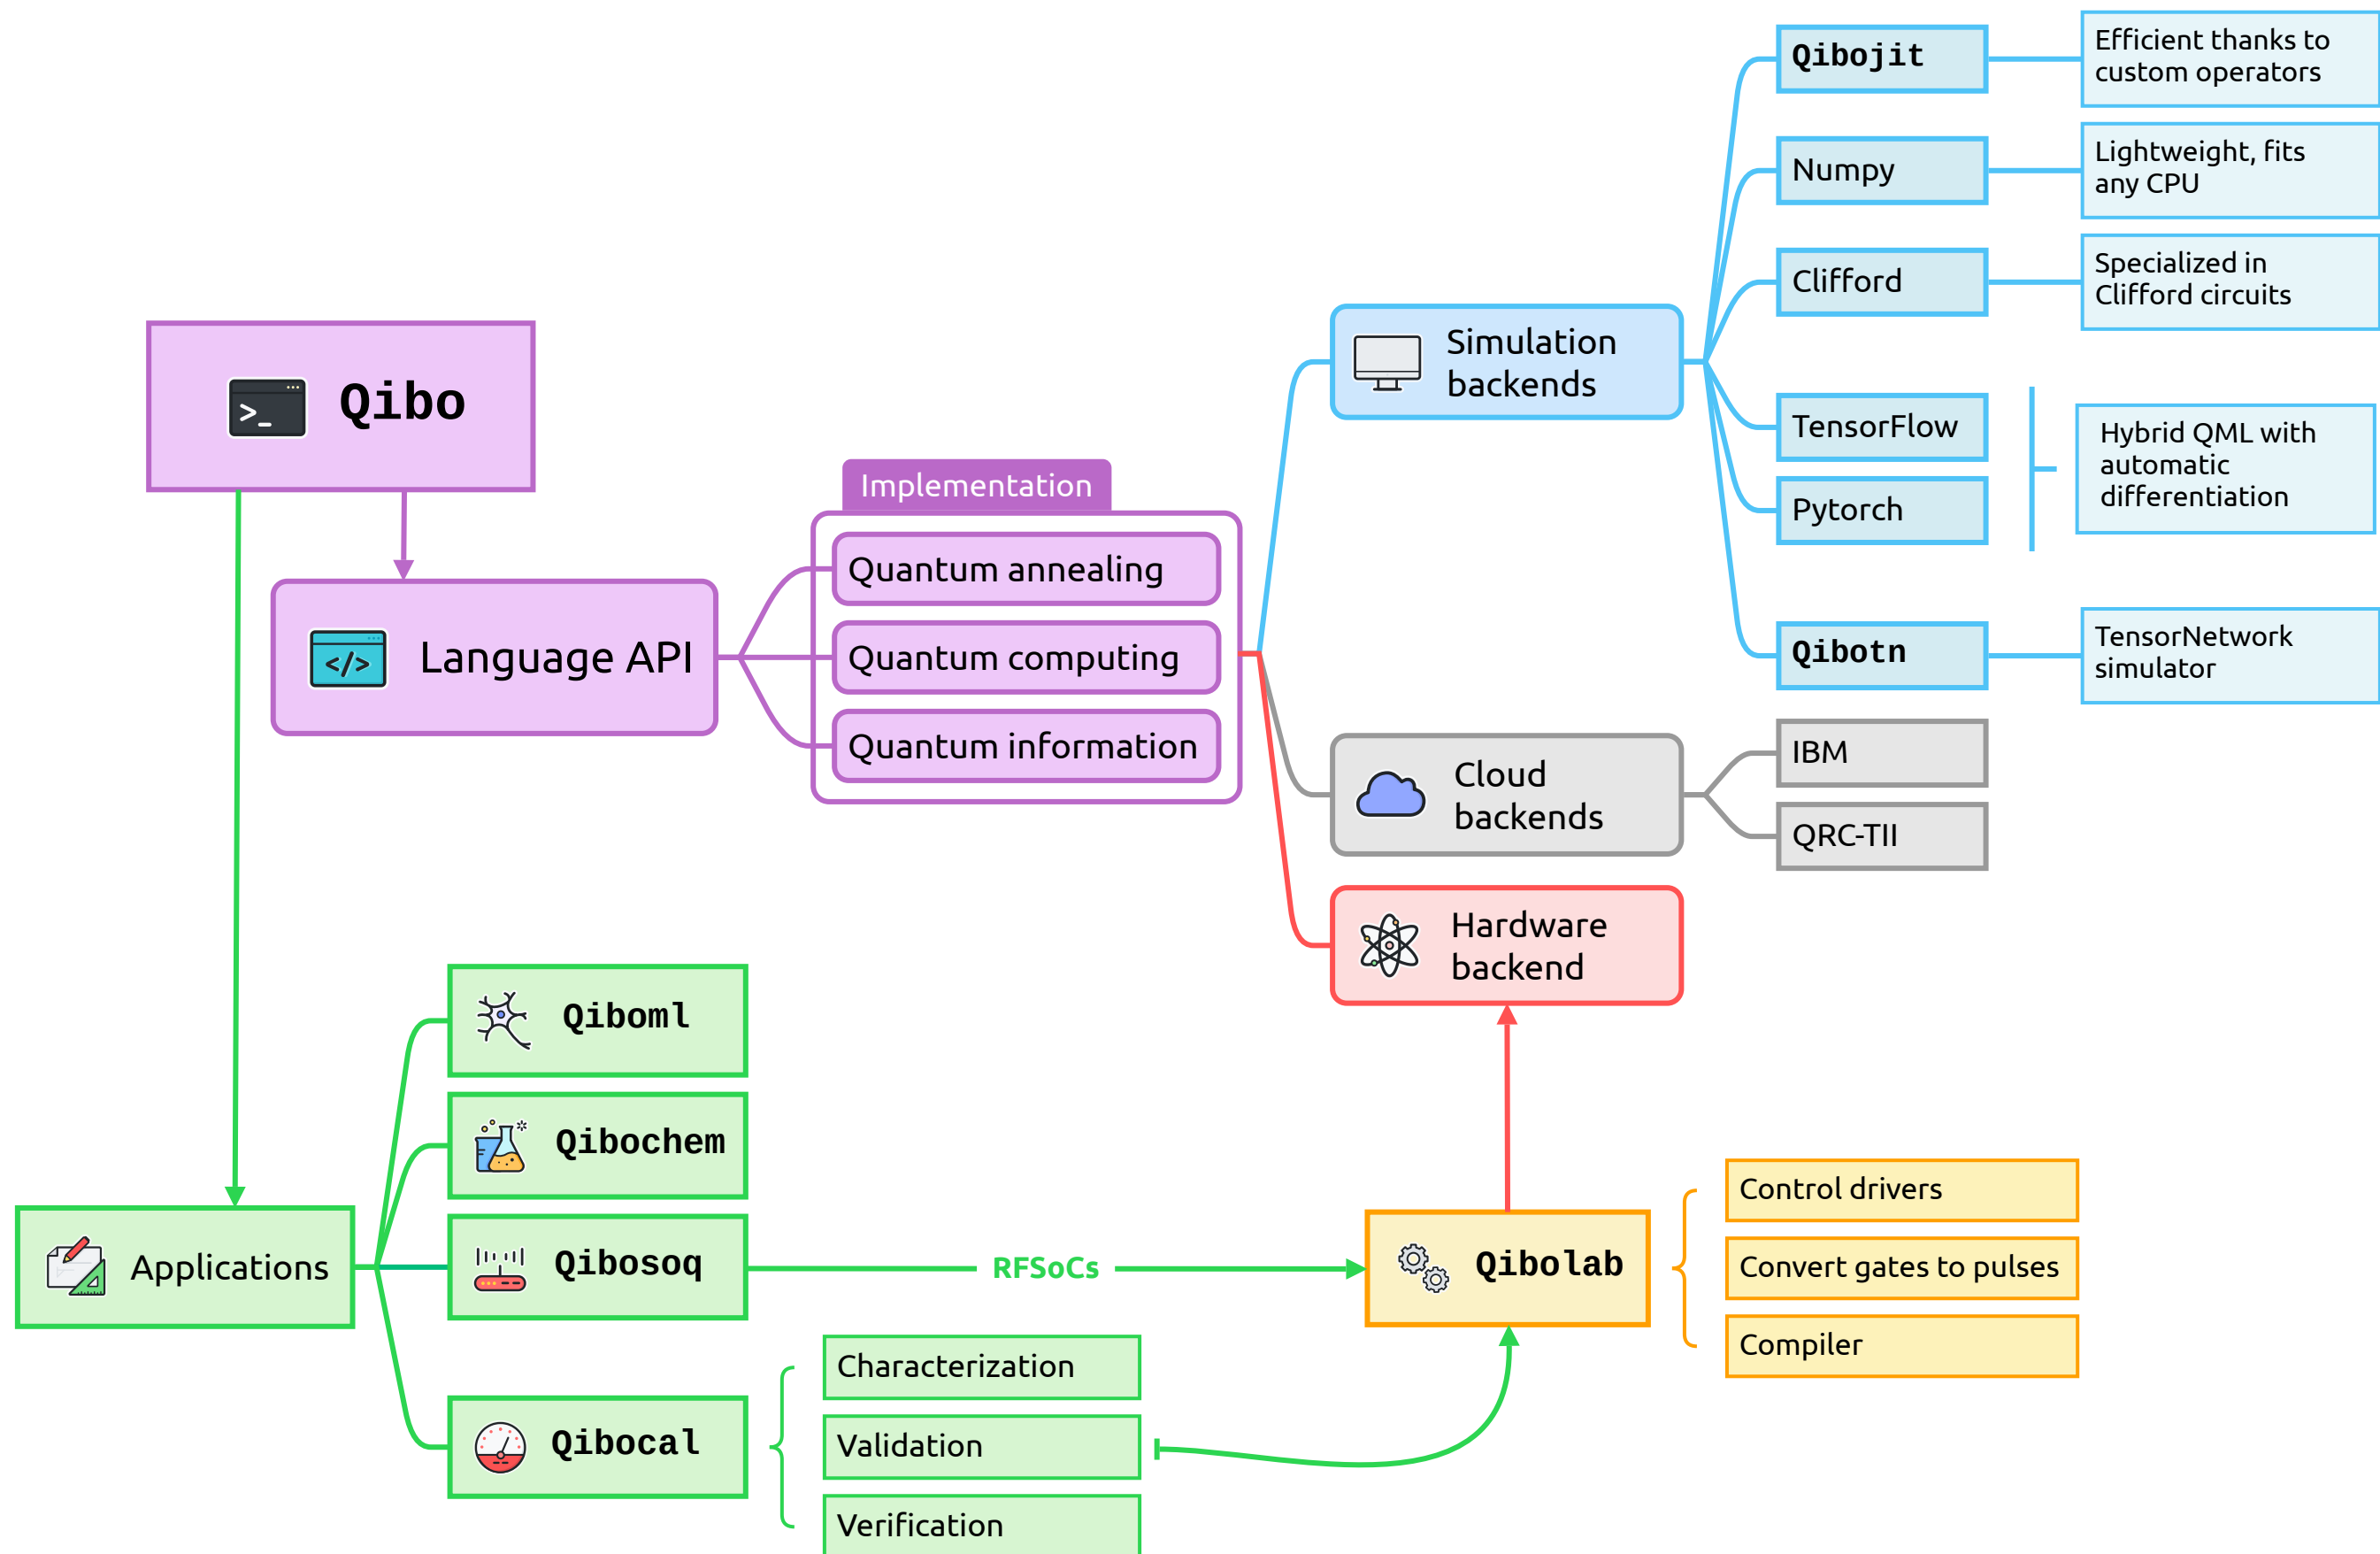 Qibo
Language API
Implementation
Quantum annealing
Quantum computing
Quantum information
Simulation
backends
Qibojit
Efficient thanks to
custom operators
Numpy
Lightweight, fits
any CPU
Clifford
Specialized in
Clifford circuits
TensorFlow
Pytorch
Hybrid QML with
automatic
differentiation
Qibotn
TensorNetwork
simulator
Cloud
backends
IBM
QRC-TII
Hardware
backend
Applications
Qiboml
Qibochem
Qibosoq
RFSoCs
Qibolab
Control drivers
Convert gates to pulses
Compiler
Qibocal
Characterization
Validation
Verification